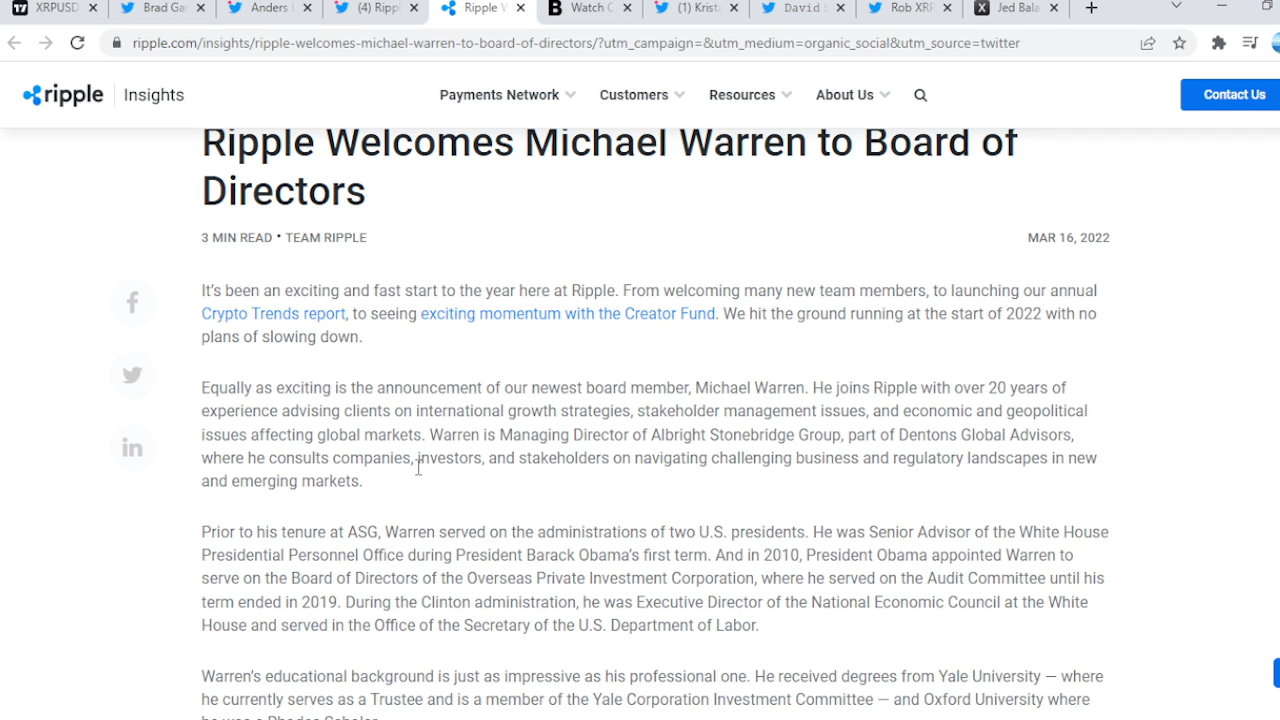 XRPUSD
Brad Ga
Anders
(4) Ripp
Ripple W
Watch C
(1) Krist
David
Rob XRP
Jed Bala
ripple.com/insights/ripple-welcomes-michael-warren-to-board-of-directors/?utm_campaign=&utm_medium=organic_social&utm_source=twitter
ripple Insights Payments Network Customers Resources About Us Contact Us
Ripple Welcomes Michael Warren to Board of
Directors
3 MIN READ • TEAM RIPPLE MAR 16, 2022
It's been an exciting and fast start to the year here at Ripple. From welcoming many new team members, to launching our annual
Crypto Trends report, to seeing exciting momentum with the Creator Fund. We hit the ground running at the start of 2022 with no
plans of slowing down.
Equally as exciting is the announcement of our newest board member, Michael Warren. He joins Ripple with over 20 years of
experience advising clients on international growth strategies, stakeholder management issues, and economic and geopolitical
issues affecting global markets. Warren is Managing Director of Albright Stonebridge Group, part of Dentons Global Advisors,
where he consults companies, investors, and stakeholders on navigating challenging business and regulatory landscapes in new
and emerging markets.
Prior to his tenure at ASG, Warren served on the administrations of two U.S. presidents. He was Senior Advisor of the White House
Presidential Personnel Office during President Barack Obama's first term. And in 2010, President Obama appointed Warren to
serve on the Board of Directors of the Overseas Private Investment Corporation, where he served on the Audit Committee until his
term ended in 2019. During the Clinton administration, he was Executive Director of the National Economic Council at the White
House and served in the Office of the Secretary of the U.S. Department of Labor.
Warren's educational background is just as impressive as his professional one. He received degrees from Yale University — where
he currently serves as a Trustee and is a member of the Yale Corporation Investment Committee — and Oxford University where